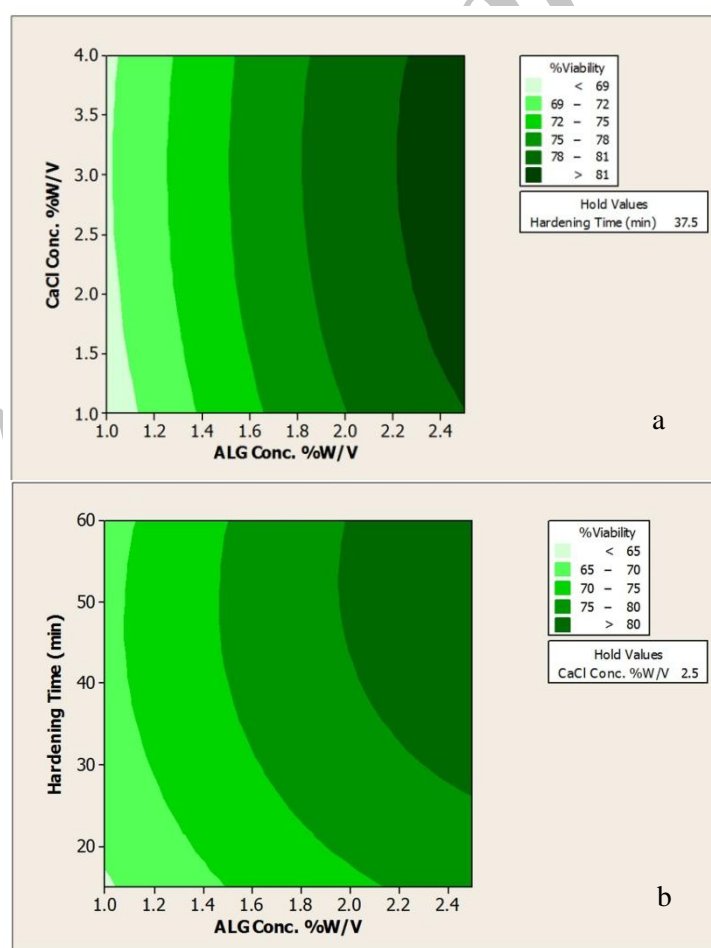 4.0
3.5
3.0
2.5
2.0
1.5
1.0
CaCl Conc. %W/V
1.0 1.2 1.4 1.6 1.8 2.0 2.2 2.4
ALG Conc. %W/V
%Viability
< 69
69 – 72
72 – 75
75 – 78
78 – 81
> 81
Hold Values
Hardening Time (min) 37.5
a
60
50
40
30
20
Hardening Time (min)
1.0 1.2 1.4 1.6 1.8 2.0 2.2 2.4
ALG Conc. %W/V
%Viability
< 65
65 – 70
70 – 75
75 – 80
> 80
Hold Values
CaCl Conc. %W/V 2.5
b